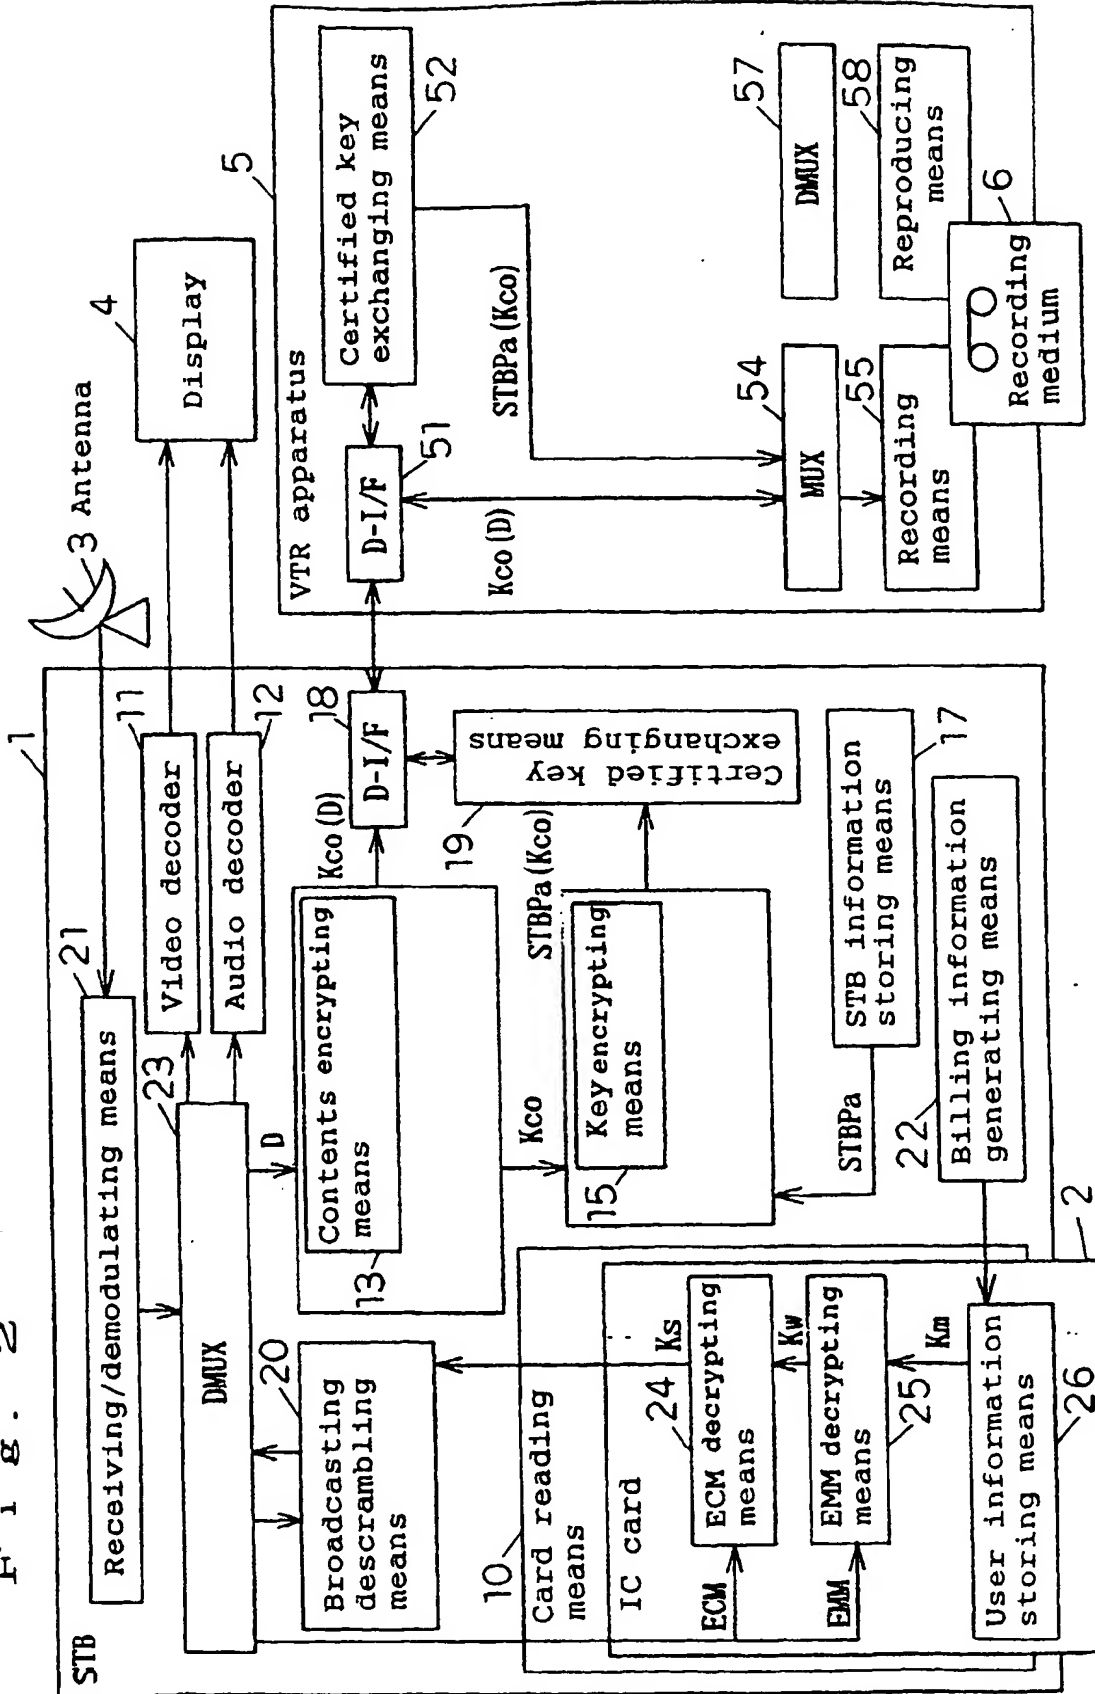 Fig. 2
STB
1
Receiving/demodulating means
21
3 Antenna
4
Display
DMUX
23
Video decoder
11
Audio decoder
12
D
Contents encrypting
means
13
Kco(D)
18
D-I/F
Broadcasting
descrambling
means
20
Kco
Key encrypting
means
15
STBPa(Kco)
19
Certified key
exchanging means
STB information
storing means
17
STBPa
22
Billing information
generating means
10
Card reading
means
IC card
2
ECM
ECM decrypting
means
24
Ks
Kw
EMM
EMM decrypting
means
25
Km
User information
storing means
26
5
VTR apparatus
D-I/F
51
Certified key
exchanging means
52
Kco(D)
STBPa(Kco)
MUX
54
DMUX
57
Recording
means
55
Reproducing
means
58
Recording
medium
6